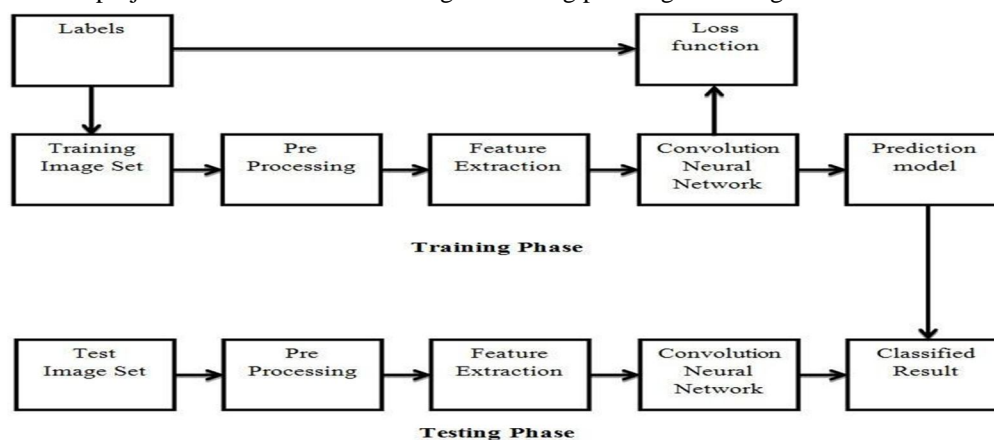 Labels
Loss
function
Training
Image Set
Pre
Processing
Feature
Extraction
Convolution
Neural
Network
Prediction
model
Training Phase
Test
Image Set
Pre
Processing
Feature
Extraction
Convolution
Neural
Network
Classified
Result
Testing Phase